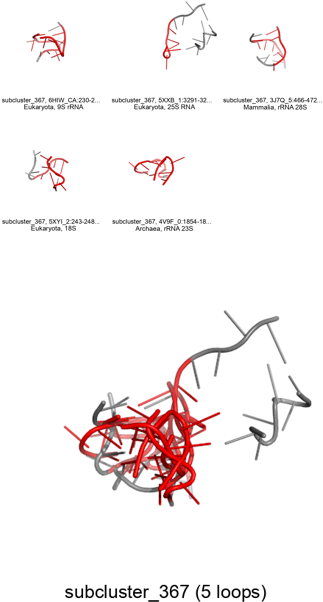 subcluster_367, 6HIW_CA:230-2...
Eukaryota, 9S rRNA
subcluster_367, 5XXB_1:3291-32...
Eukaryota, 25S RNA
subcluster_367, 3J7Q_5:466-472...
Mammalia, rRNA 28S
subcluster_367, 5XYI_2:243-248...
Eukaryota, 18S
subcluster_367, 4V9F_0:1854-18...
Archaea, rRNA 23S
subcluster_367 (5 loops)